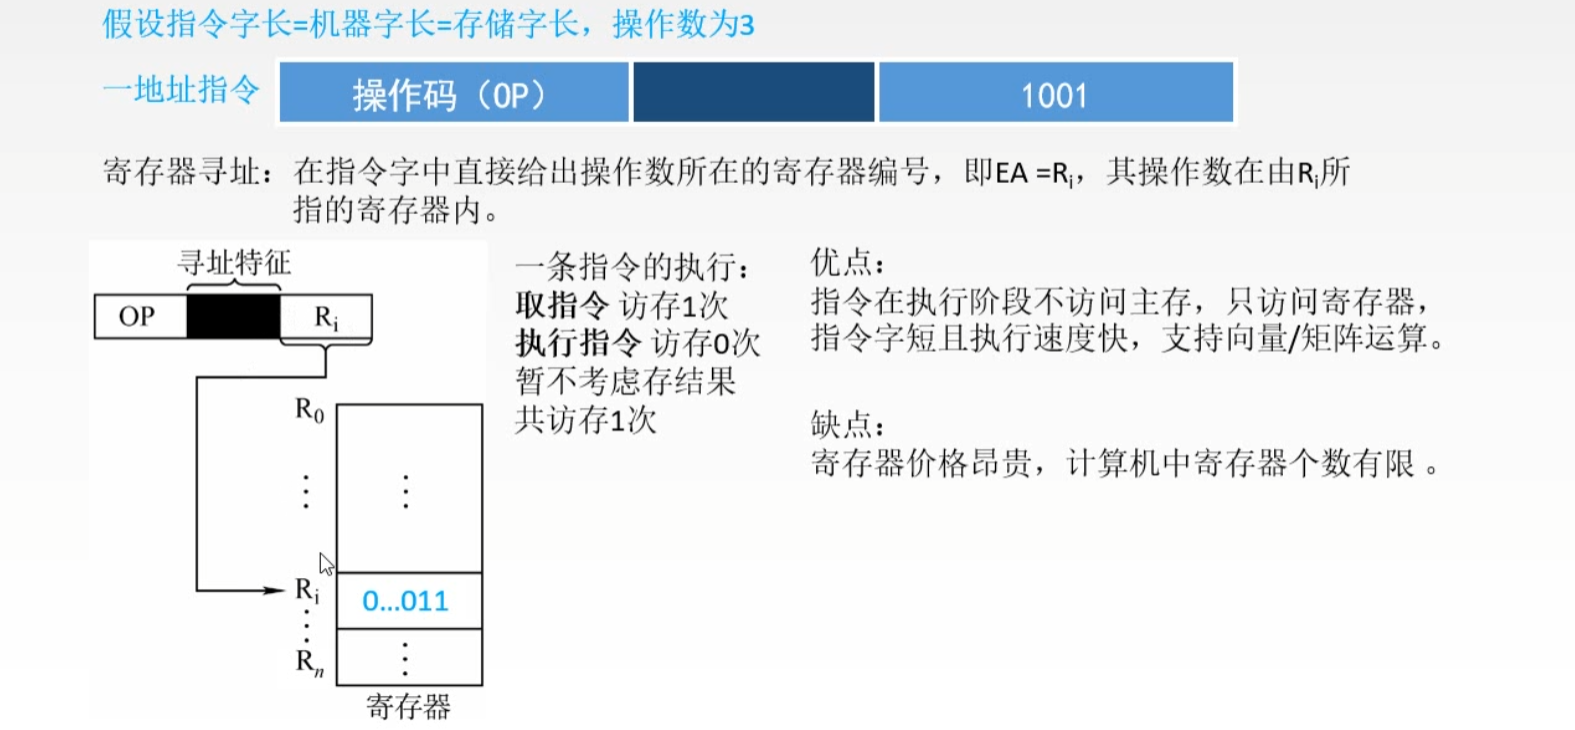 假设指令字长=机器字长=存储字长，操作数为3
一地址指令
操作码（OP）
1001
寄存器寻址：在指令字中直接给出操作数所在的寄存器编号，即EA =Ri，其操作数在由Ri所
指的寄存器内。
寻址特征
OP
Ri
R0
⋮
⋮
Ri
0...011
⋮
Rn
⋮
寄存器
一条指令的执行：
取指令 访存1次
执行指令 访存0次
暂不考虑存结果
共访存1次
优点：
指令在执行阶段不访问主存，只访问寄存器，
指令字短且执行速度快，支持向量/矩阵运算。
缺点：
寄存器价格昂贵，计算机中寄存器个数有限 。